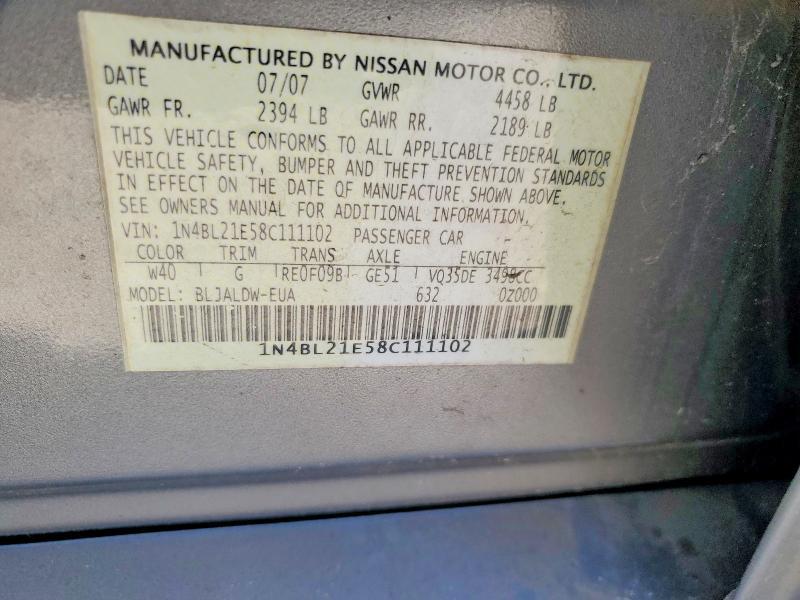 MANUFACTURED BY NISSAN MOTOR CO., LTD.
DATE 07/07 GVWR 4458 LB
GAWR FR. 2394 LB GAWR RR. 2189 LB
THIS VEHICLE CONFORMS TO ALL APPLICABLE FEDERAL MOTOR
VEHICLE SAFETY, BUMPER AND THEFT PREVENTION STANDARDS
IN EFFECT ON THE DATE OF MANUFACTURE SHOWN ABOVE.
SEE OWNERS MANUAL FOR ADDITIONAL INFORMATION.
VIN: 1N4BL21E58C111102 PASSENGER CAR
COLOR TRIM TRANS AXLE ENGINE
W40 G RE0F09B GE51 VQ35DE 3498CC
MODEL: BLJALDW-EUA 632 0Z000
1N4BL21E58C111102